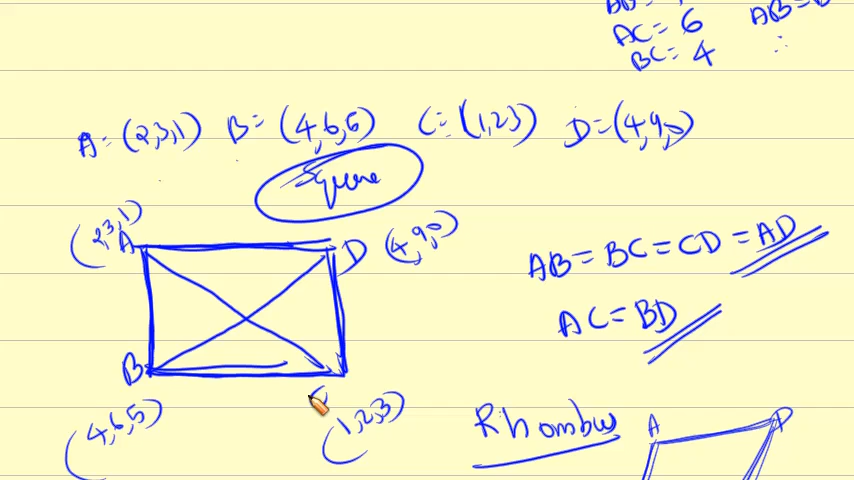 AC = 6
BC = 4
∴
A = (2,3,1) B = (4,6,5) C = (1,2,3) D = (4,9,0)
Square
(2,3,1) A D (4,9,0)
AB = BC = CD = AD
AC = BD
B C
(4,6,5) (1,2,3)
Rhombus A D